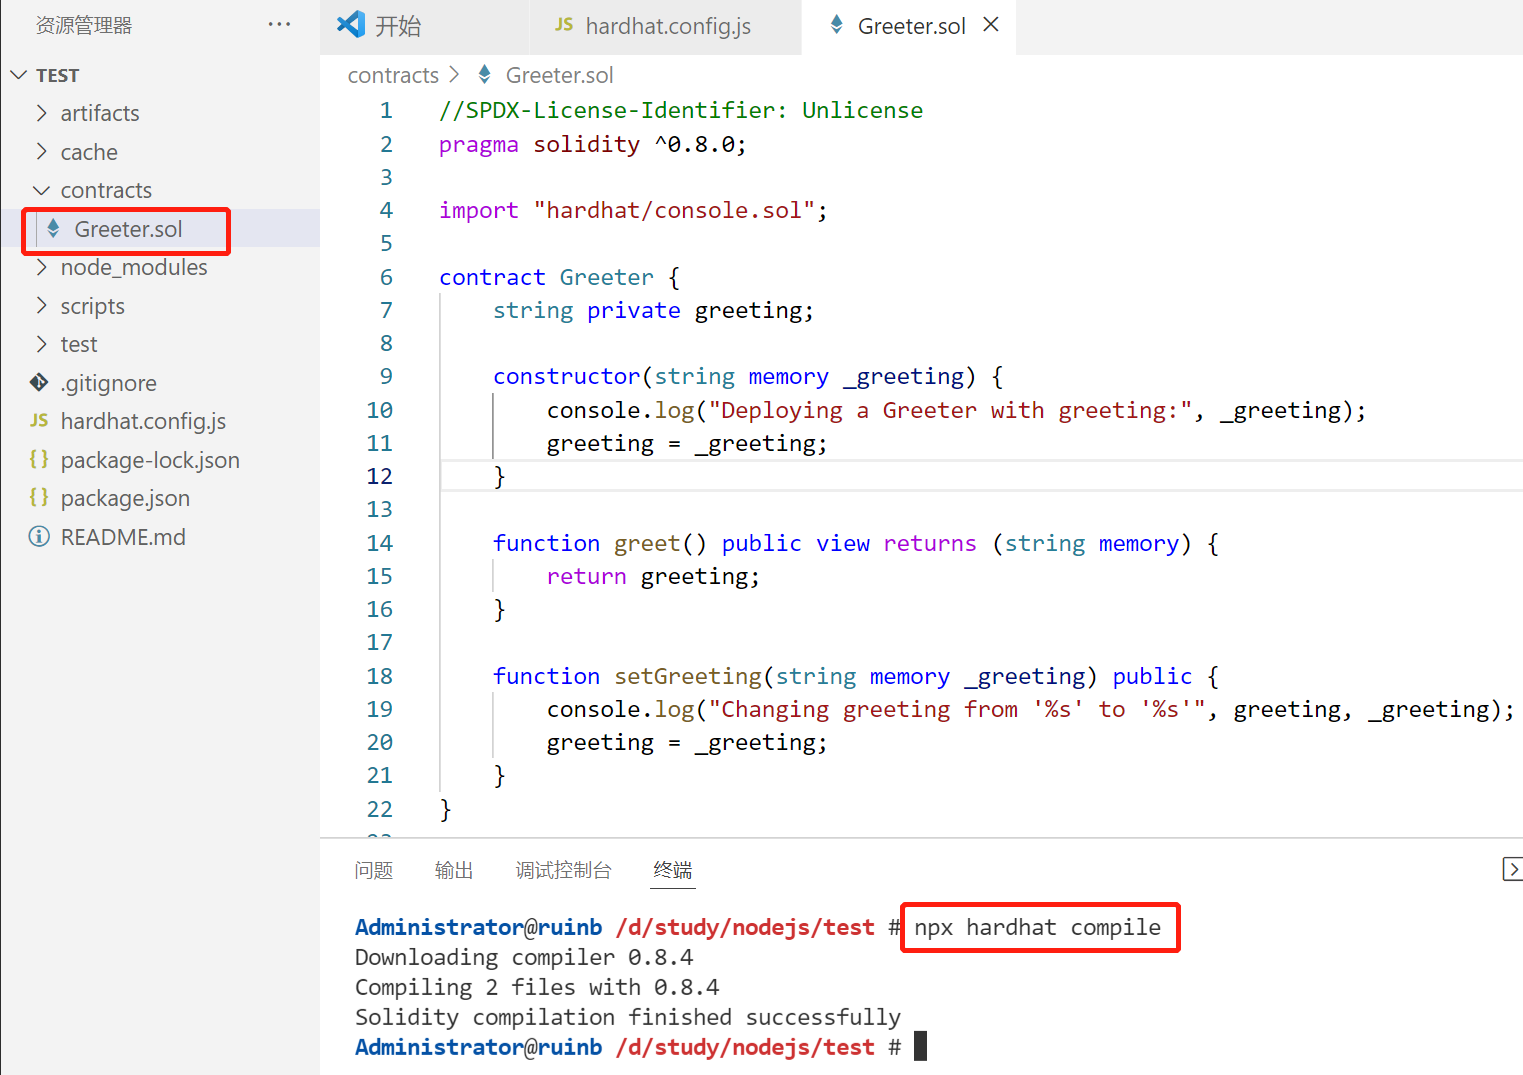 资源管理器 ···
TEST
artifacts
cache
contracts
Greeter.sol
node_modules
scripts
test
.gitignore
JS hardhat.config.js
{} package-lock.json
{} package.json
README.md
开始 JS hardhat.config.js Greeter.sol
contracts > Greeter.sol
1 //SPDX-License-Identifier: Unlicense
2 pragma solidity ^0.8.0;
3
4 import "hardhat/console.sol";
5
6 contract Greeter {
7 string private greeting;
8
9 constructor(string memory _greeting) {
10 console.log("Deploying a Greeter with greeting:", _greeting);
11 greeting = _greeting;
12 }
13
14 function greet() public view returns (string memory) {
15 return greeting;
16 }
17
18 function setGreeting(string memory _greeting) public {
19 console.log("Changing greeting from '%s' to '%s'", greeting, _greeting);
20 greeting = _greeting;
21 }
22 }
问题 输出 调试控制台 终端
Administrator@ruinb /d/study/nodejs/test # npx hardhat compile
Downloading compiler 0.8.4
Compiling 2 files with 0.8.4
Solidity compilation finished successfully
Administrator@ruinb /d/study/nodejs/test #